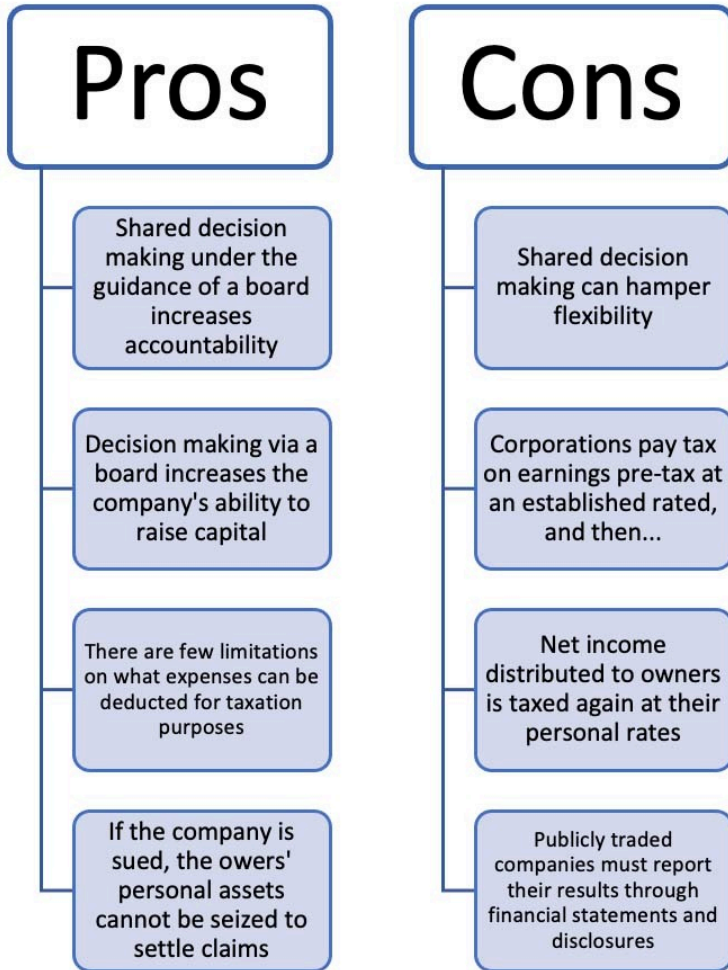 Pros
Shared decision
making under the
guidance of a board
increases
accountability
Decision making via a
board increases the
company's ability to
raise capital
There are few limitations
on what expenses can be
deducted for taxation
purposes
If the company is
sued, the owers'
personal assets
cannot be seized to
settle claims
Cons
Shared decision
making can hamper
flexibility
Corporations pay tax
on earnings pre-tax at
an established rated,
and then...
Net income
distributed to owners
is taxed again at their
personal rates
Publicly traded
companies must report
their results through
financial statements and
disclosures